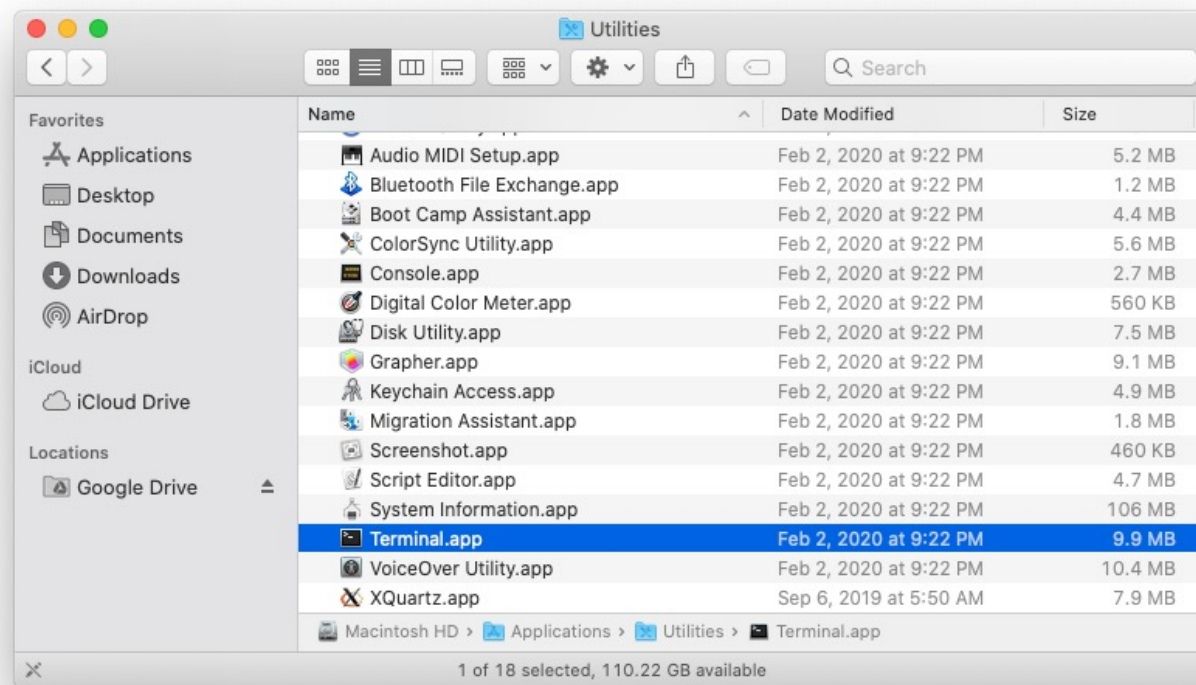 Utilities
Search
Favorites
Applications
Desktop
Documents
Downloads
AirDrop
iCloud
iCloud Drive
Locations
Google Drive
Name Date Modified Size
Audio MIDI Setup.app Feb 2, 2020 at 9:22 PM 5.2 MB
Bluetooth File Exchange.app Feb 2, 2020 at 9:22 PM 1.2 MB
Boot Camp Assistant.app Feb 2, 2020 at 9:22 PM 4.4 MB
ColorSync Utility.app Feb 2, 2020 at 9:22 PM 5.6 MB
Console.app Feb 2, 2020 at 9:22 PM 2.7 MB
Digital Color Meter.app Feb 2, 2020 at 9:22 PM 560 KB
Disk Utility.app Feb 2, 2020 at 9:22 PM 7.5 MB
Grapher.app Feb 2, 2020 at 9:22 PM 9.1 MB
Keychain Access.app Feb 2, 2020 at 9:22 PM 4.9 MB
Migration Assistant.app Feb 2, 2020 at 9:22 PM 1.8 MB
Screenshot.app Feb 2, 2020 at 9:22 PM 460 KB
Script Editor.app Feb 2, 2020 at 9:22 PM 4.7 MB
System Information.app Feb 2, 2020 at 9:22 PM 106 MB
Terminal.app Feb 2, 2020 at 9:22 PM 9.9 MB
VoiceOver Utility.app Feb 2, 2020 at 9:22 PM 10.4 MB
XQuartz.app Sep 6, 2019 at 5:50 AM 7.9 MB
Macintosh HD › Applications › Utilities › Terminal.app
1 of 18 selected, 110.22 GB available